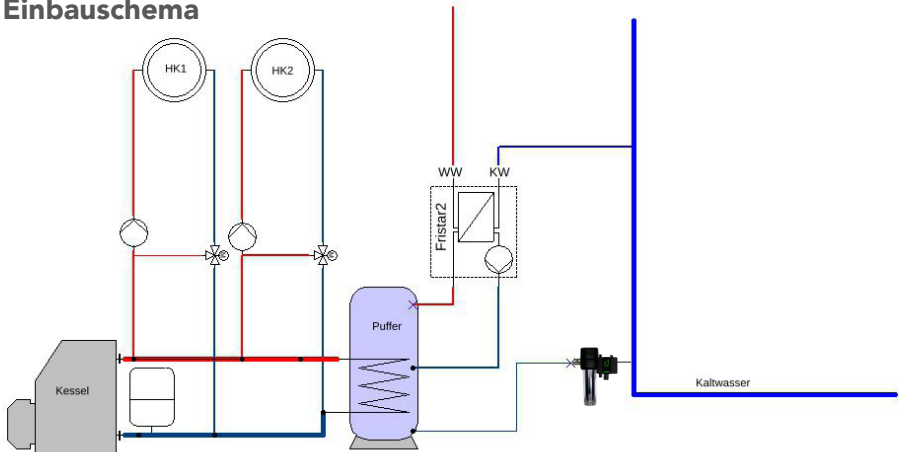 Einbauschema
HK1
HK2
WW
KW
Fristar2
Puffer
Kessel
Kaltwasser